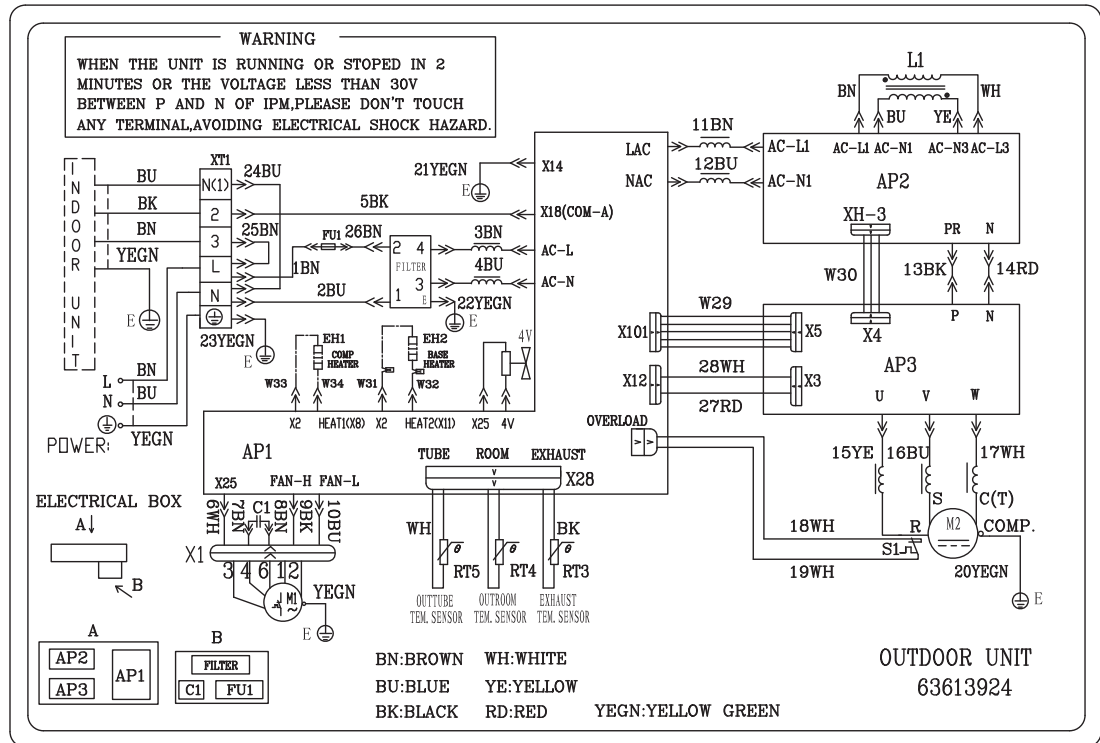 WARNING
WHEN THE UNIT IS RUNNING OR STOPED IN 2
MINUTES OR THE VOLTAGE LESS THAN 30V
BETWEEN P AND N OF IPM,PLEASE DON'T TOUCH
ANY TERMINAL,AVOIDING ELECTRICAL SHOCK HAZARD.
INDOOR UNIT
BU
BK
BN
YEGN
E
XT1
N(1)
2
3
L
N
24BU
5BK
25BN
1BN
FU1
26BN
2BU
23YEGN
E
2
4
FILTER
3
1
E
3BN
4BU
22YEGN
E
21YEGN
E
X14
X18(COM-A)
AC-L
AC-N
LAC
NAC
11BN
12BU
AC-L1
AC-N1
L1
BN
BU
YE
WH
AC-L1
AC-N1
AC-N3
AC-L3
AP2
XH-3
PR
N
W30
13BK
14RD
X4
P
N
W29
X101
X5
28WH
X12
X3
27RD
AP3
U
V
W
L
BN
N
BU
YEGN
POWER:
EH1
COMP
HEATER
W33
W34
EH2
BASE
HEATER
W31
W32
4V
X2
HEAT1(X8)
X2
HEAT2(X11)
X25
4V
AP1
OVERLOAD
TUBE
ROOM
EXHAUST
X28
X25
FAN-H
FAN-L
6WH
7BN
C1
8BN
9BK
10BU
X1
3
4
6
1
2
M1
YEGN
E
WH
BK
RT5
RT4
RT3
OUTTUBE
TEM. SENSOR
OUTROOM
TEM. SENSOR
EXHAUST
TEM. SENSOR
15YE
16BU
17WH
S
C(T)
18WH
R
M2
COMP.
S1
19WH
20YEGN
E
ELECTRICAL BOX
A
B
A
AP2
AP3
AP1
B
FILTER
C1
FU1
BN:BROWN WH:WHITE
BU:BLUE YE:YELLOW
BK:BLACK RD:RED YEGN:YELLOW GREEN
OUTDOOR UNIT
63613924